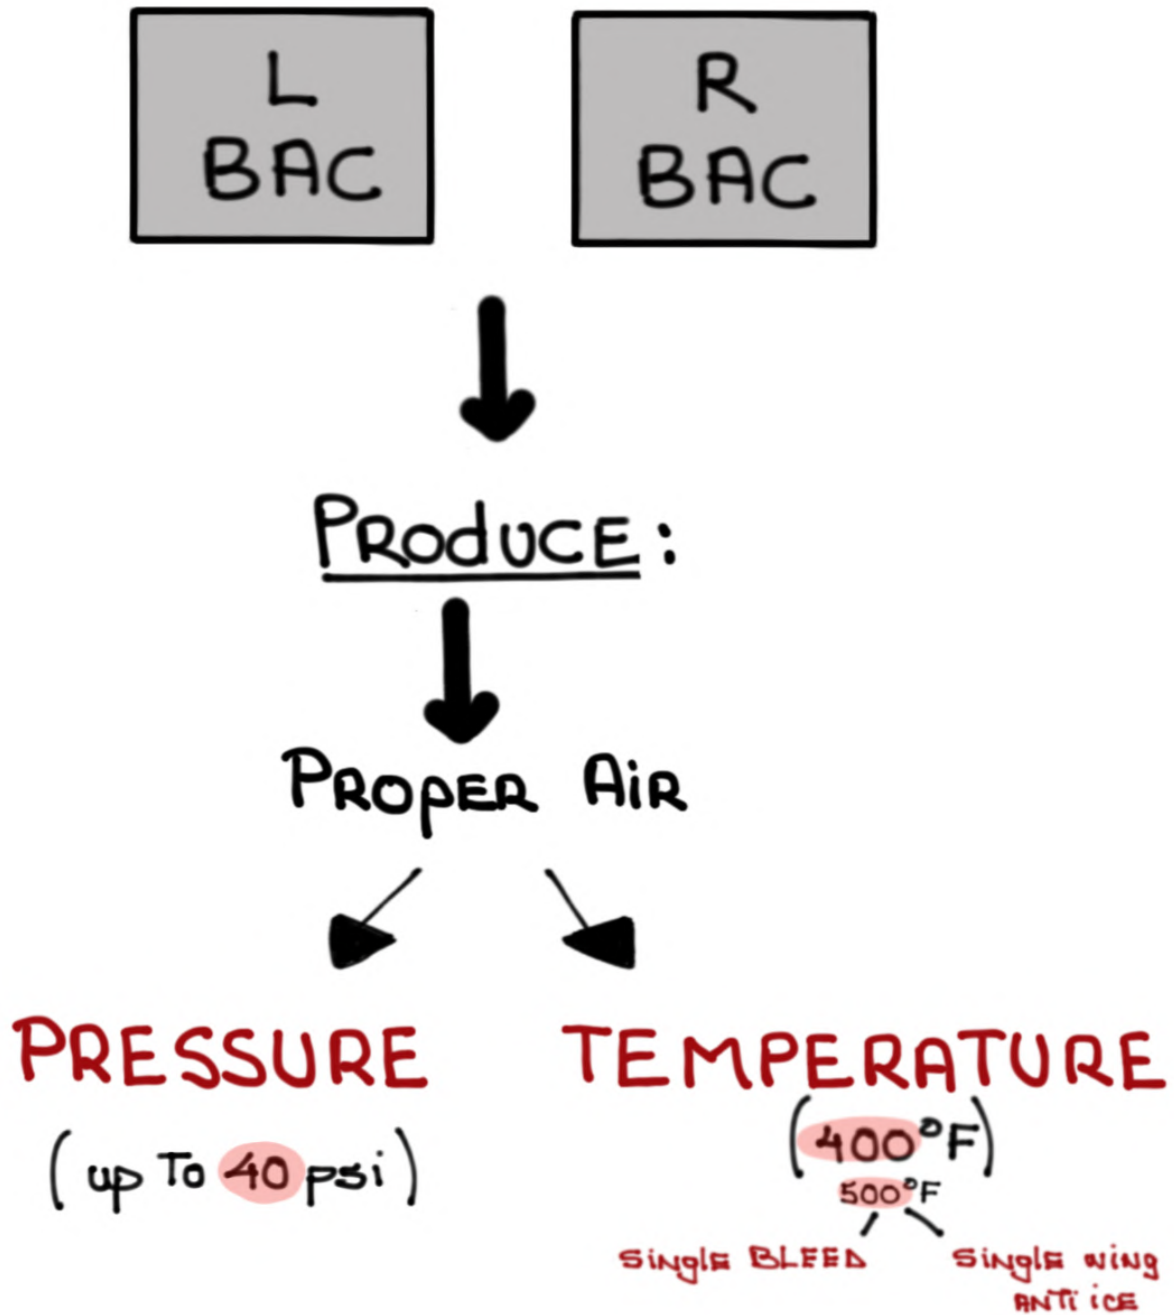 L
BAC
R
BAC
PRODUCE:
PROPER AIR
PRESSURE
(up To 40 psi)
TEMPERATURE
(400°F)
500°F
Single BLEED
Single wing
ANTi iCE